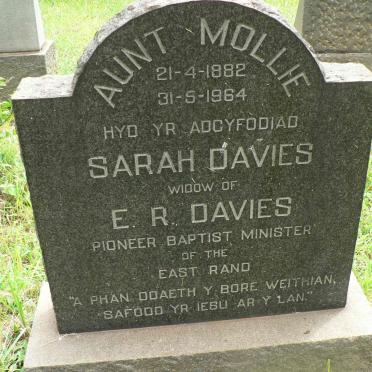 AUNT MOLLIE
21-4-1882
31-5-1964
HYD YR ADCYFODIAD
SARAH DAVIES
WIDOW OF
E. R. DAVIES
PIONEER BAPTIST MINISTER
OF THE
EAST RAND
"A PHAN DDAETH Y BORE WEITHIAN,
SAFODD YR IESU AR Y LAN."